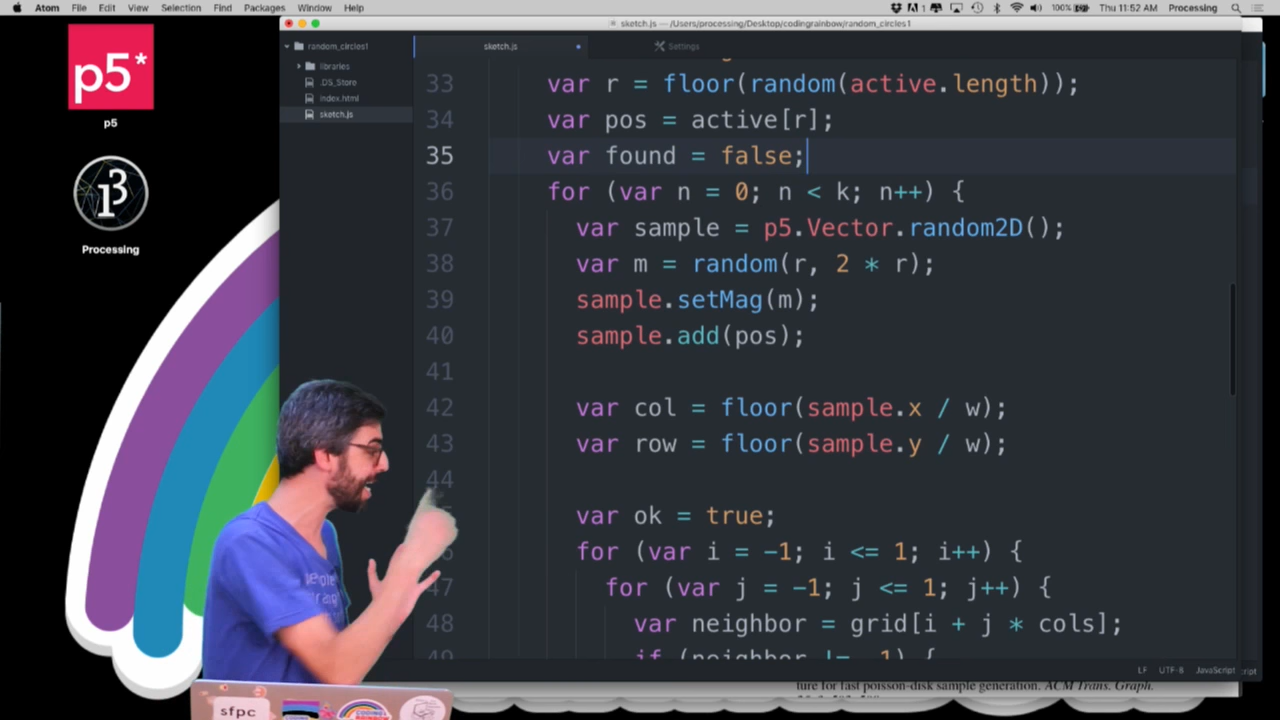 Atom File Edit View Selection Find Packages Window Help
100% Thu 11:52 AM Processing
sketch.js — /Users/processing/Desktop/codingrainbow/random_circles1
random_circles1
libraries
.DS_Store
index.html
sketch.js
sketch.js
Settings
p5*
p5
Processing
33 var r = floor(random(active.length));
34 var pos = active[r];
35 var found = false;
36 for (var n = 0; n < k; n++) {
37 var sample = p5.Vector.random2D();
38 var m = random(r, 2 * r);
39 sample.setMag(m);
40 sample.add(pos);
41
42 var col = floor(sample.x / w);
43 var row = floor(sample.y / w);
44
var ok = true;
for (var i = -1; i <= 1; i++) {
47 for (var j = -1; j <= 1; j++) {
48 var neighbor = grid[i + j * cols];
LF UTF-8 JavaScript
ture for fast poisson-disk sample generation. ACM Trans. Graph.
sfpc